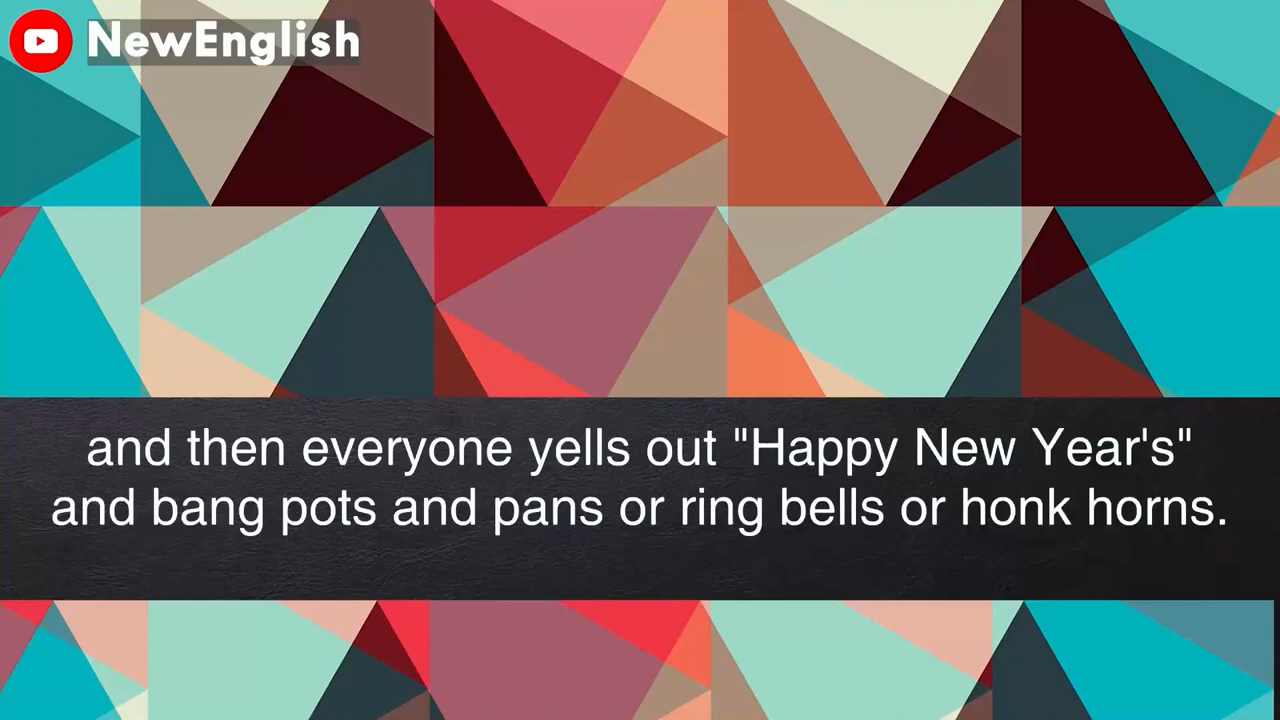 NewEnglish
and then everyone yells out "Happy New Year's"
and bang pots and pans or ring bells or honk horns.